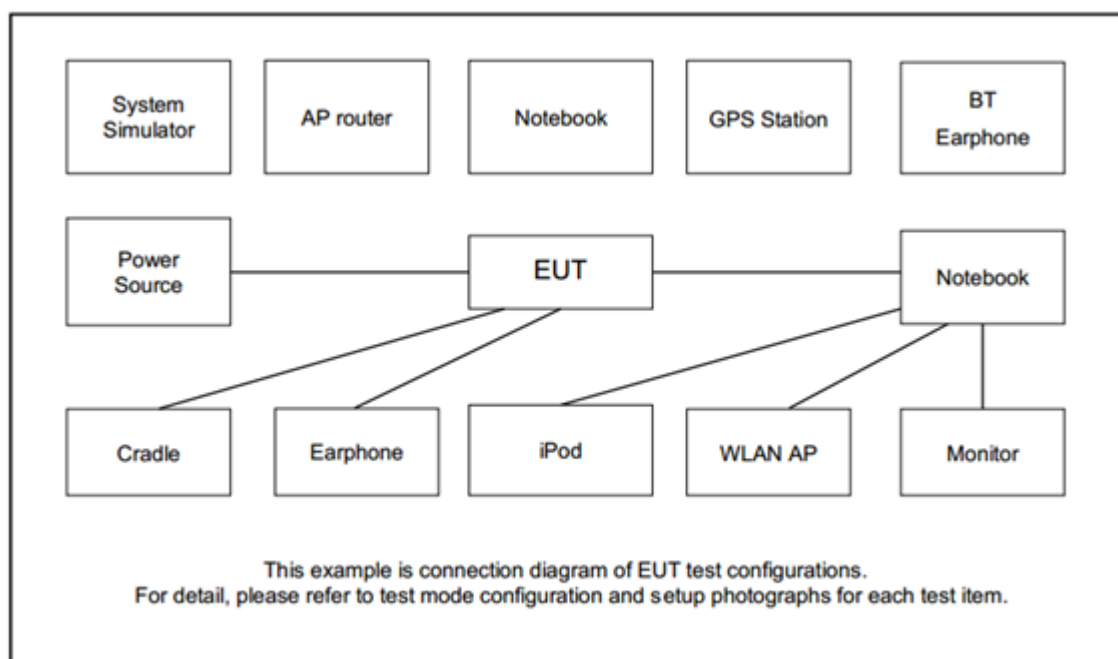 System
Simulator
AP router
Notebook
GPS Station
BT
Earphone
Power
Source
EUT
Notebook
Cradle
Earphone
iPod
WLAN AP
Monitor
This example is connection diagram of EUT test configurations.
For detail, please refer to test mode configuration and setup photographs for each test item.